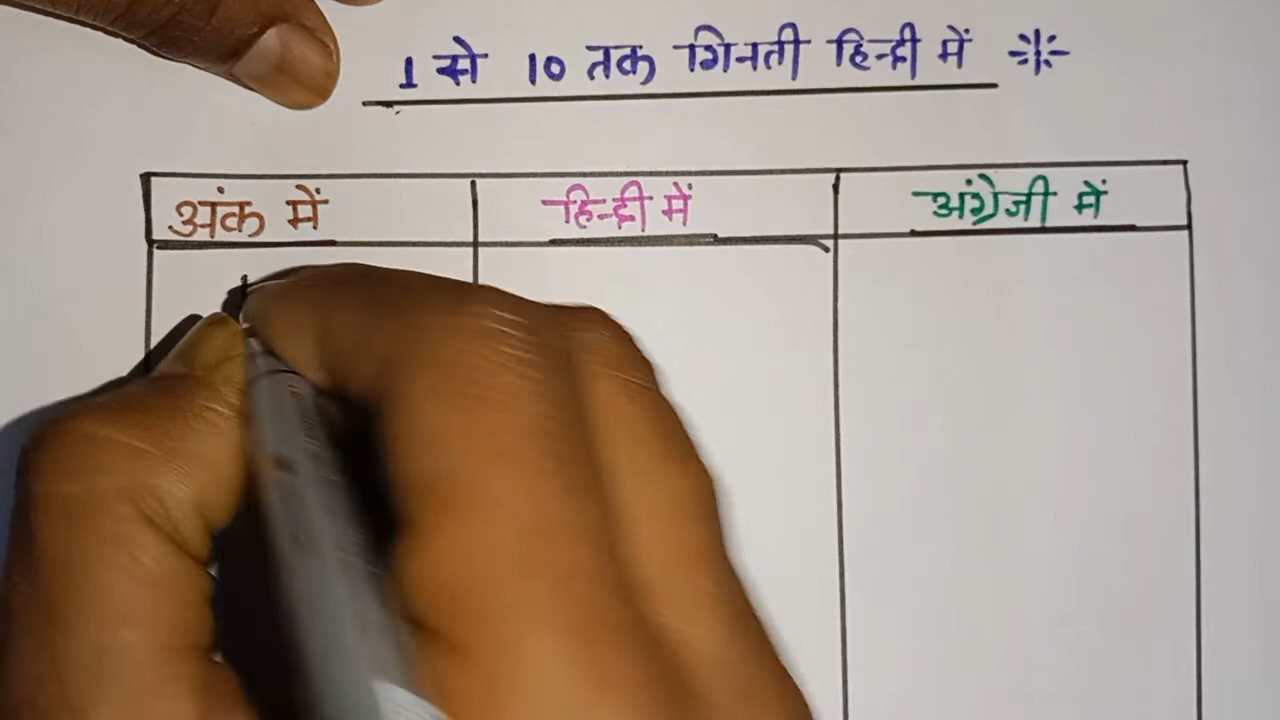 1 से 10 तक गिनती हिन्दी में
अंक में हिन्दी में अंग्रेजी में